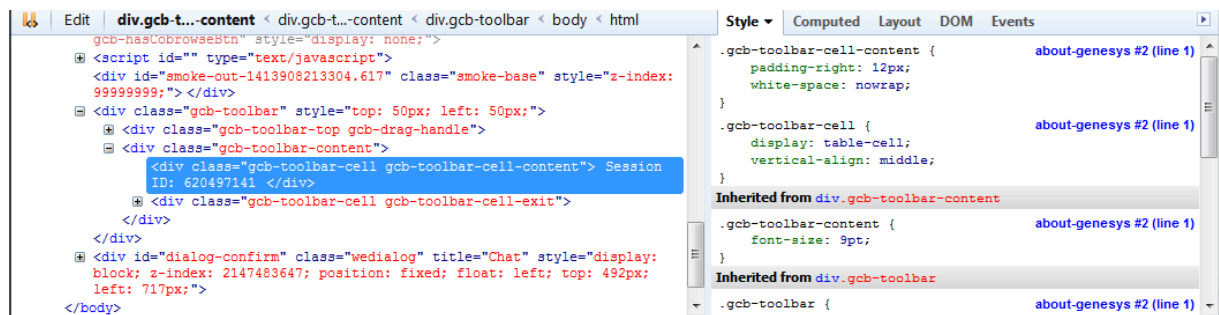 Edit div.gcb-t...-content < div.gcb-t...-content < div.gcb-toolbar < body < html
gcb-hasCobrowseBtn" style="display: none;">
<script id="" type="text/javascript">
<div id="smoke-out-1413908213304.617" class="smoke-base" style="z-index:
99999999;"> </div>
<div class="gcb-toolbar" style="top: 50px; left: 50px;">
<div class="gcb-toolbar-top gcb-drag-handle">
<div class="gcb-toolbar-content">
<div class="gcb-toolbar-cell gcb-toolbar-cell-content"> Session
ID: 620497141 </div>
<div class="gcb-toolbar-cell gcb-toolbar-cell-exit">
</div>
</div>
<div id="dialog-confirm" class="wedialog" title="Chat" style="display:
block; z-index: 2147483647; position: fixed; float: left; top: 492px;
left: 717px;">
</body>
Style Computed Layout DOM Events
.gcb-toolbar-cell-content { about-genesys #2 (line 1)
padding-right: 12px;
white-space: nowrap;
}
.gcb-toolbar-cell { about-genesys #2 (line 1)
display: table-cell;
vertical-align: middle;
}
Inherited from div.gcb-toolbar-content
.gcb-toolbar-content { about-genesys #2 (line 1)
font-size: 9pt;
}
Inherited from div.gcb-toolbar
.gcb-toolbar { about-genesys #2 (line 1)